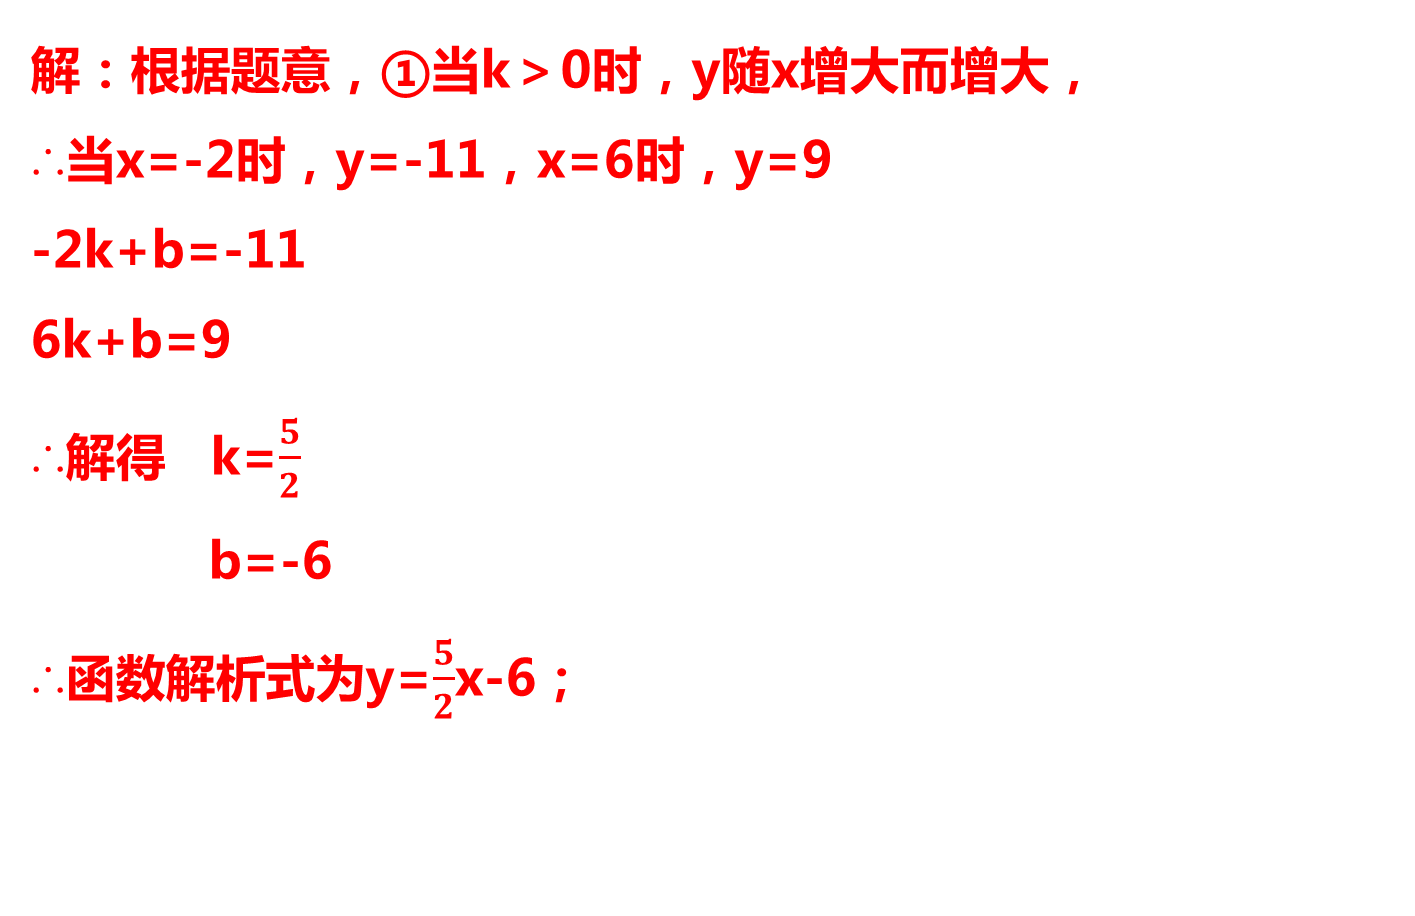 解：根据题意，①当k＞0时，y随x增大而增大，
∴当x=-2时，y=-11，x=6时，y=9
-2k+b=-11
6k+b=9
∴解得 k=5/2
b=-6
∴函数解析式为y=5/2x-6；